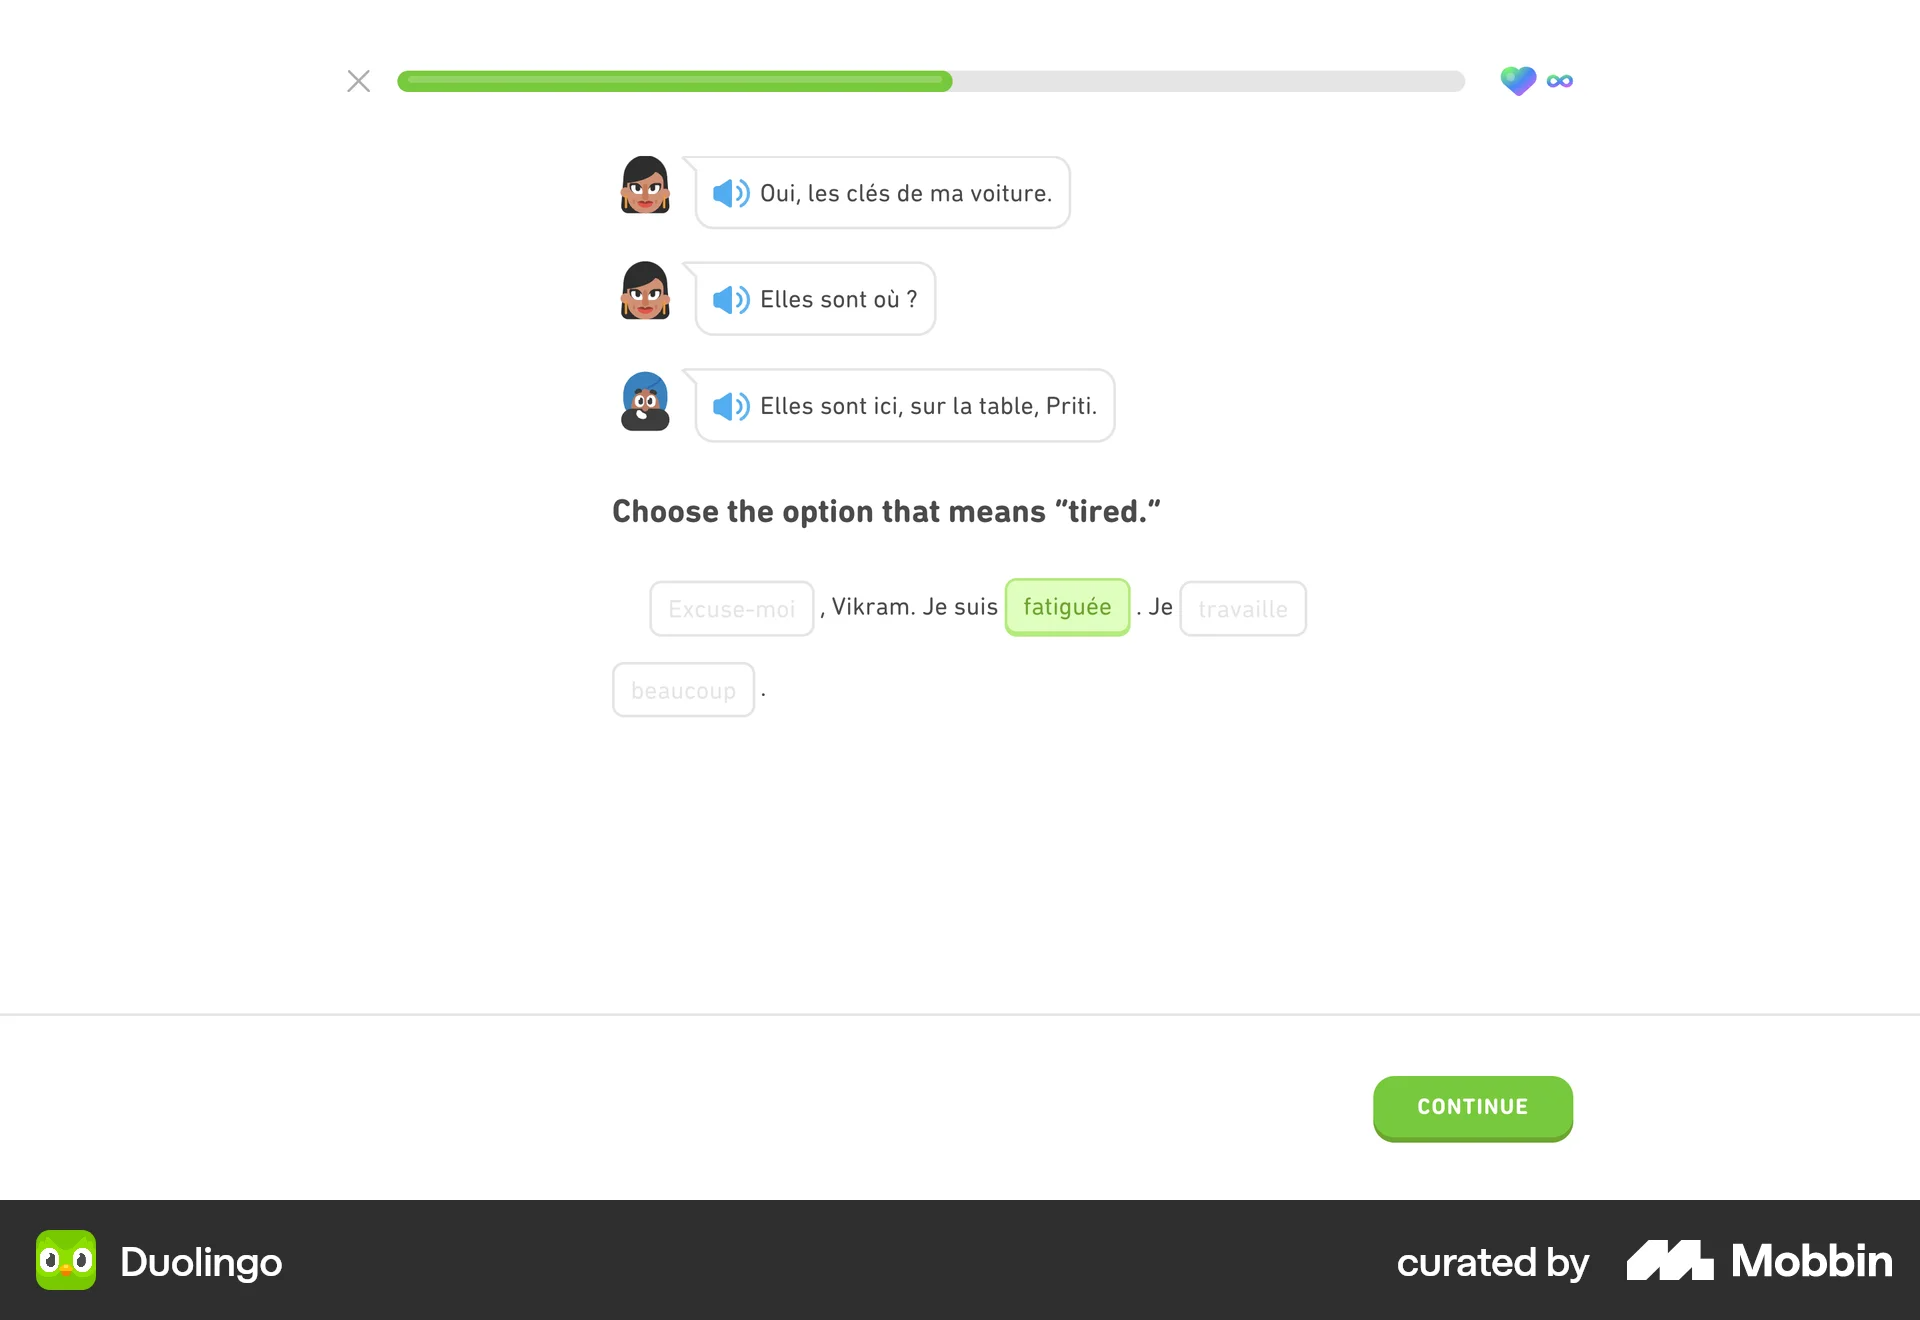 Oui, les clés de ma voiture.
Elles sont où ?
Elles sont ici, sur la table, Priti.
Choose the option that means “tired.”
Excuse-moi , Vikram. Je suis fatiguée . Je travaille
beaucoup .
CONTINUE
Duolingo
curated by Mobbin